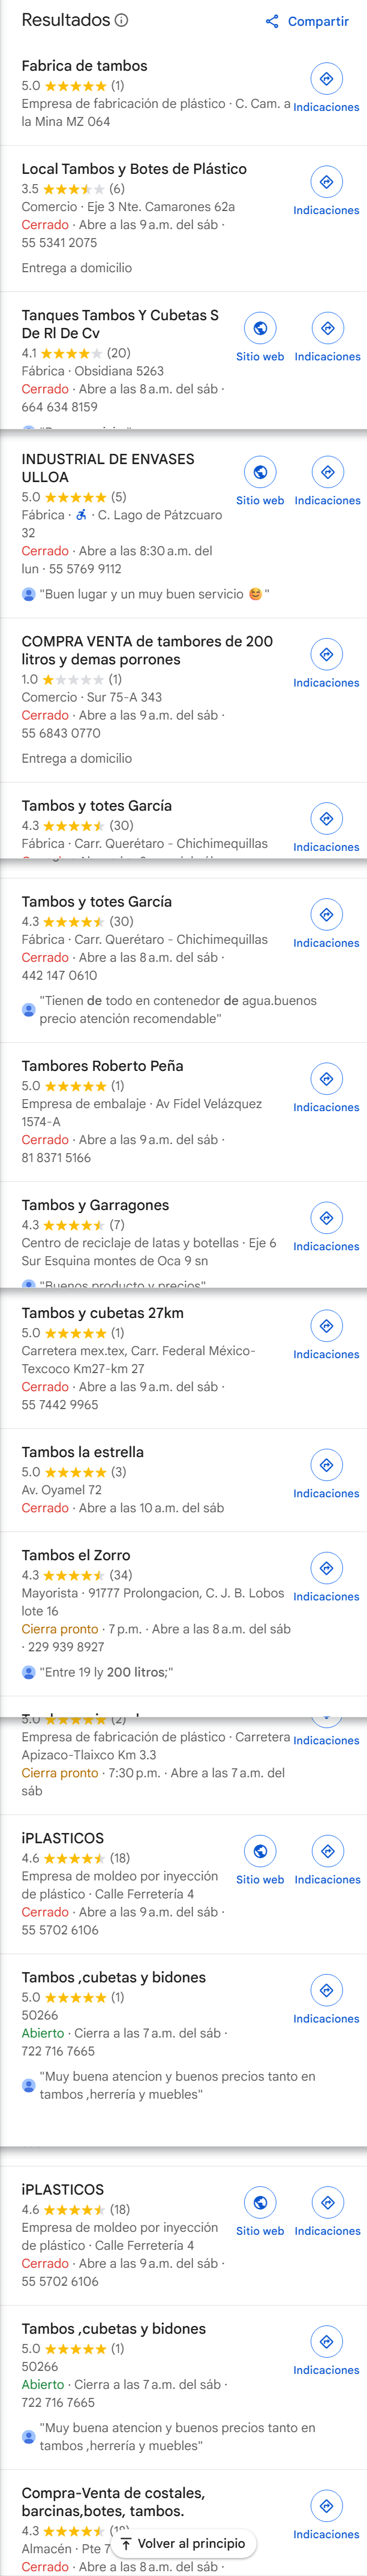 Resultados
Compartir
Fabrica de tambos
5.0 (1)
Empresa de fabricación de plástico · C. Cam. a
la Mina MZ 064
Indicaciones
Local Tambos y Botes de Plástico
3.5 (6)
Comercio · Eje 3 Nte. Camarones 62a
Cerrado · Abre a las 9 a.m. del sáb ·
55 5341 2075
Entrega a domicilio
Indicaciones
Tanques Tambos Y Cubetas S
De Rl De Cv
4.1 (20)
Fábrica · Obsidiana 5263
Cerrado · Abre a las 8 a.m. del sáb ·
664 634 8159
Sitio web
Indicaciones
INDUSTRIAL DE ENVASES
ULLOA
5.0 (5)
Fábrica · · C. Lago de Pátzcuaro
32
Cerrado · Abre a las 8:30 a.m. del
lun · 55 5769 9112
"Buen lugar y un muy buen servicio 😆"
Sitio web
Indicaciones
COMPRA VENTA de tambores de 200
litros y demas porrones
1.0 (1)
Comercio · Sur 75-A 343
Cerrado · Abre a las 9 a.m. del sáb ·
55 6843 0770
Entrega a domicilio
Indicaciones
Tambos y totes García
4.3 (30)
Fábrica · Carr. Querétaro - Chichimequillas
Indicaciones
Tambos y totes García
4.3 (30)
Fábrica · Carr. Querétaro - Chichimequillas
Cerrado · Abre a las 8 a.m. del sáb ·
442 147 0610
"Tienen de todo en contenedor de agua.buenos
precio atención recomendable"
Indicaciones
Tambores Roberto Peña
5.0 (1)
Empresa de embalaje · Av Fidel Velázquez
1574-A
Cerrado · Abre a las 9 a.m. del sáb ·
81 8371 5166
Indicaciones
Tambos y Garragones
4.3 (7)
Centro de reciclaje de latas y botellas · Eje 6
Sur Esquina montes de Oca 9 sn
"Buenos producto y precios"
Indicaciones
Tambos y cubetas 27km
5.0 (1)
Carretera mex.tex, Carr. Federal México-
Texcoco Km27-km 27
Cerrado · Abre a las 9 a.m. del sáb ·
55 7442 9965
Indicaciones
Tambos la estrella
5.0 (3)
Av. Oyamel 72
Cerrado · Abre a las 10 a.m. del sáb
Indicaciones
Tambos el Zorro
4.3 (34)
Mayorista · 91777 Prolongacion, C. J. B. Lobos
lote 16
Cierra pronto · 7 p.m. · Abre a las 8 a.m. del sáb
· 229 939 8927
"Entre 19 ly 200 litros;"
Indicaciones
5.0 (2)
Empresa de fabricación de plástico · Carretera
Apizaco-Tlaixco Km 3.3
Cierra pronto · 7:30 p.m. · Abre a las 7 a.m. del
sáb
Indicaciones
iPLASTICOS
4.6 (18)
Empresa de moldeo por inyección
de plástico · Calle Ferretería 4
Cerrado · Abre a las 9 a.m. del sáb ·
55 5702 6106
Sitio web
Indicaciones
Tambos ,cubetas y bidones
5.0 (1)
50266
Abierto · Cierra a las 7 a.m. del sáb ·
722 716 7665
"Muy buena atencion y buenos precios tanto en
tambos ,herrería y muebles"
Indicaciones
iPLASTICOS
4.6 (18)
Empresa de moldeo por inyección
de plástico · Calle Ferretería 4
Cerrado · Abre a las 9 a.m. del sáb ·
55 5702 6106
Sitio web
Indicaciones
Tambos ,cubetas y bidones
5.0 (1)
50266
Abierto · Cierra a las 7 a.m. del sáb ·
722 716 7665
"Muy buena atencion y buenos precios tanto en
tambos ,herrería y muebles"
Indicaciones
Compra-Venta de costales,
barcinas,botes, tambos.
4.3
Almacén · Pte 7
Cerrado · Abre a las 8 a.m. del sáb ·
Indicaciones
Volver al principio